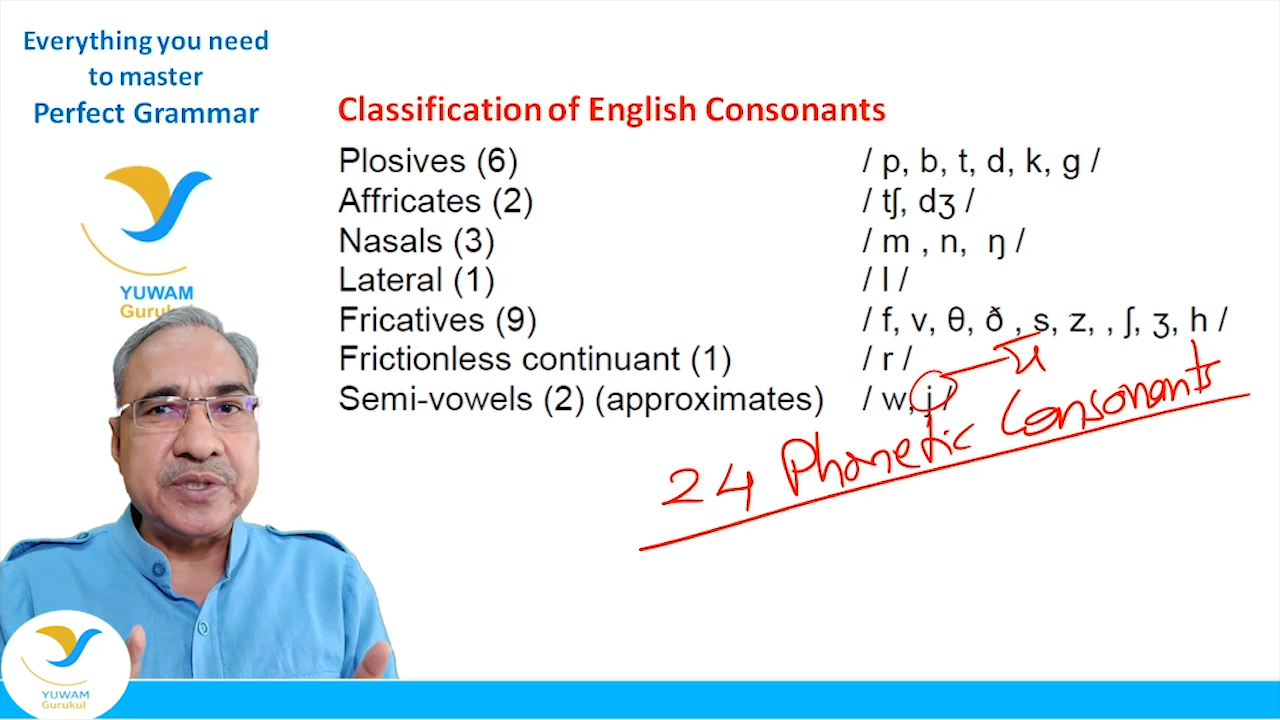 Everything you need
to master
Perfect Grammar
YUWAM
Gurukul
Classification of English Consonants
Plosives (6) / p, b, t, d, k, g /
Affricates (2) / tʃ, dʒ /
Nasals (3) / m , n, ŋ /
Lateral (1) / l /
Fricatives (9) / f, v, θ, ð , s, z, , ʃ, ʒ, h /
Frictionless continuant (1) / r /
Semi-vowels (2) (approximates) / w, j /
य
24 Phonetic Consonants
YUWAM
Gurukul